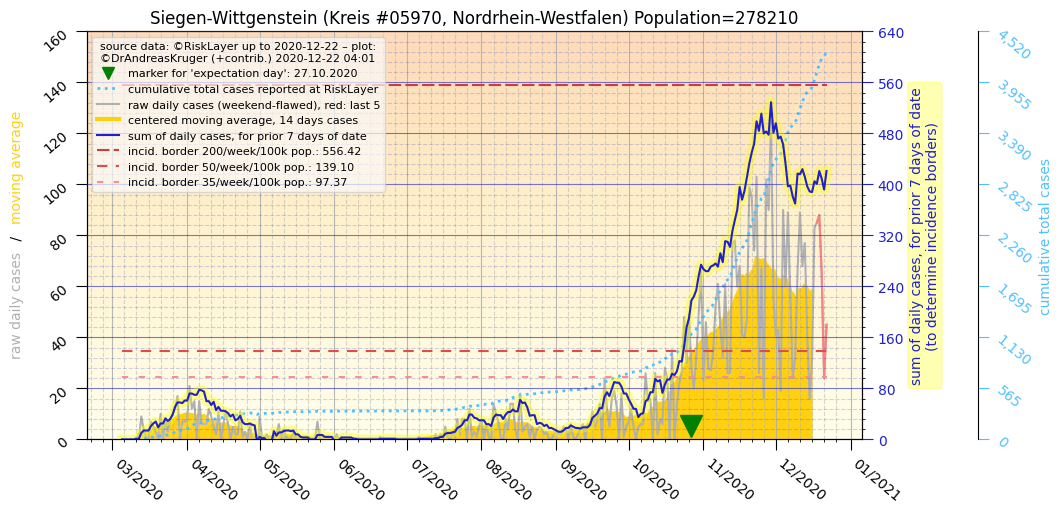 Siegen-Wittgenstein (Kreis #05970, Nordrhein-Westfalen) Population=278210
source data: ©RiskLayer up to 2020-12-22 – plot:
©DrAndreasKruger (+contrib.) 2020-12-22 04:01
marker for 'expectation day': 27.10.2020
cumulative total cases reported at RiskLayer
raw daily cases (weekend-flawed), red: last 5
centered moving average, 14 days cases
sum of daily cases, for prior 7 days of date
incid. border 200/week/100k pop.: 556.42
incid. border 50/week/100k pop.: 139.10
incid. border 35/week/100k pop.: 97.37
raw daily cases / moving average
160
140
120
100
80
60
40
20
0
640
560
480
400
320
240
160
80
0
sum of daily cases, for prior 7 days of date
(to determine incidence borders)
4,520
3,955
3,390
2,825
2,260
1,695
1,130
565
0
cumulative total cases
03/2020
04/2020
05/2020
06/2020
07/2020
08/2020
09/2020
10/2020
11/2020
12/2020
01/2021